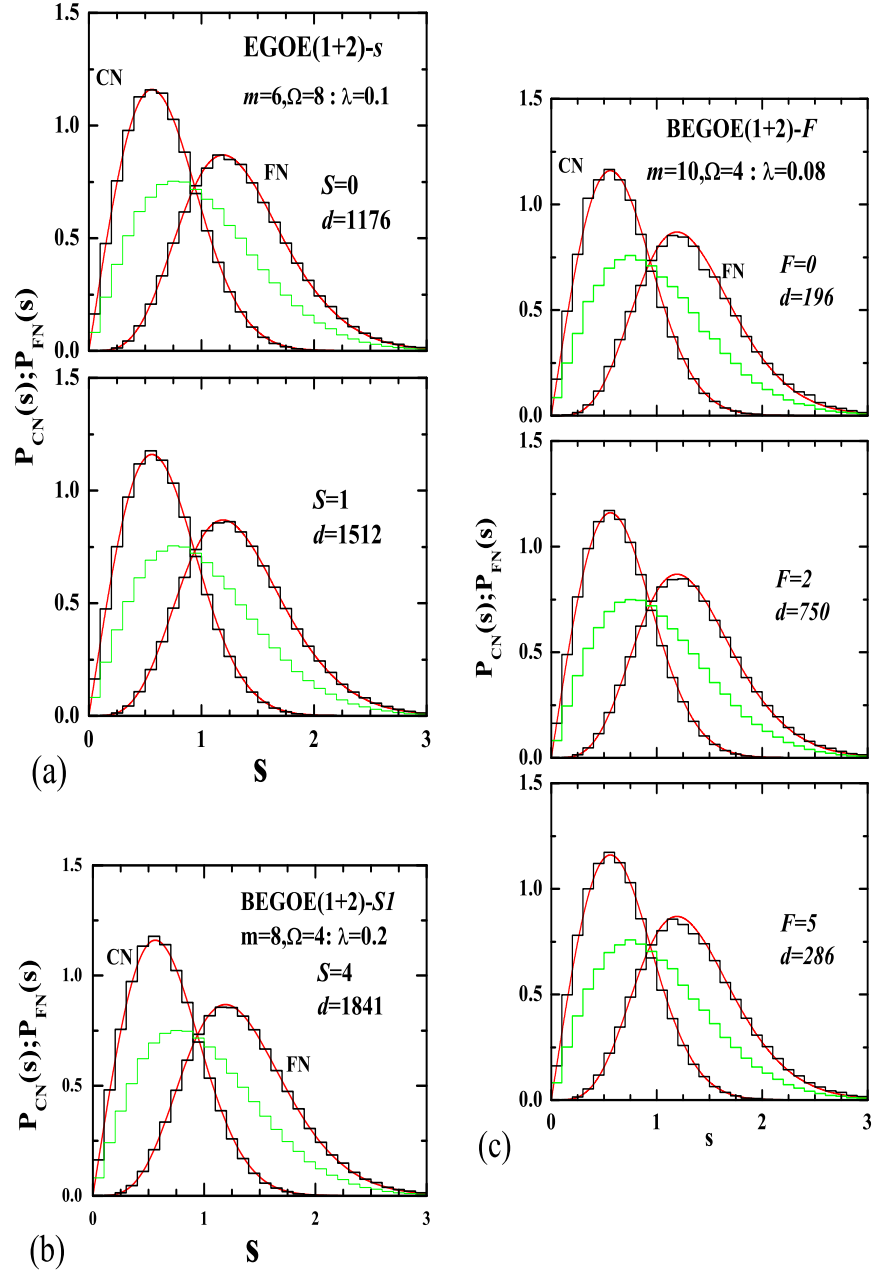 P_CN(s);P_FN(s)
1.5
1.0
0.5
0.0
EGOE(1+2)-s
m=6,Ω=8 : λ=0.1
CN
FN
S=0
d=1176
1.5
1.0
0.5
0.0
S=1
d=1512
0 1 2 3
(a)
s
P_CN(s);P_FN(s)
1.5
1.0
0.5
0.0
BEGOE(1+2)-S1
m=8,Ω=4: λ=0.2
CN
S=4
d=1841
FN
0 1 2 3
(b)
s
P_CN(s);P_FN(s)
1.5
1.0
0.5
0.0
BEGOE(1+2)-F
CN
m=10,Ω=4 : λ=0.08
FN
F=0
d=196
1.5
1.0
0.5
0.0
F=2
d=750
1.5
1.0
0.5
0.0
F=5
d=286
0 1 2 3
(c)
s